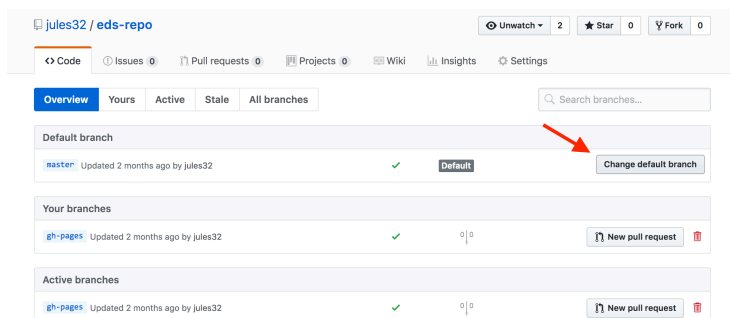 jules32 / eds-repo
Unwatch 2 Star 0 Fork 0
Code Issues 0 Pull requests 0 Projects 0 Wiki Insights Settings
Overview Yours Active Stale All branches Search branches...
Default branch
master Updated 2 months ago by jules32 Default Change default branch
Your branches
gh-pages Updated 2 months ago by jules32 0 0 New pull request
Active branches
gh-pages Updated 2 months ago by jules32 0 0 New pull request